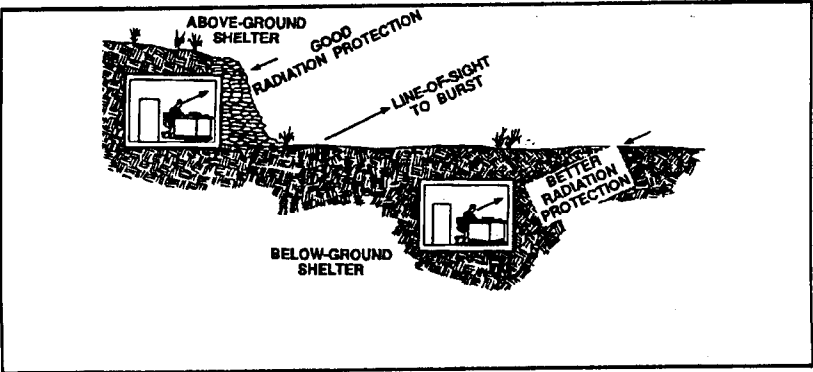 ABOVE-GROUND
SHELTER
GOOD
RADIATION PROTECTION
LINE-OF-SIGHT
TO BURST
BETTER
RADIATION
PROTECTION
BELOW-GROUND
SHELTER